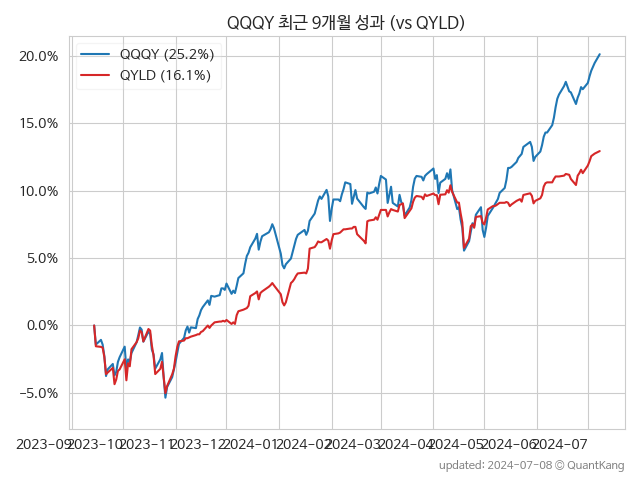 QQQY 최근 9개월 성과 (vs QYLD)
QQQY (25.2%)
QYLD (16.1%)
20.0%
15.0%
10.0%
5.0%
0.0%
−5.0%
2023−09 2023−10 2023−11 2023−12 2024−01 2024−02 2024−03 2024−04 2024−05 2024−06 2024−07
updated: 2024-07-08 © QuantKang